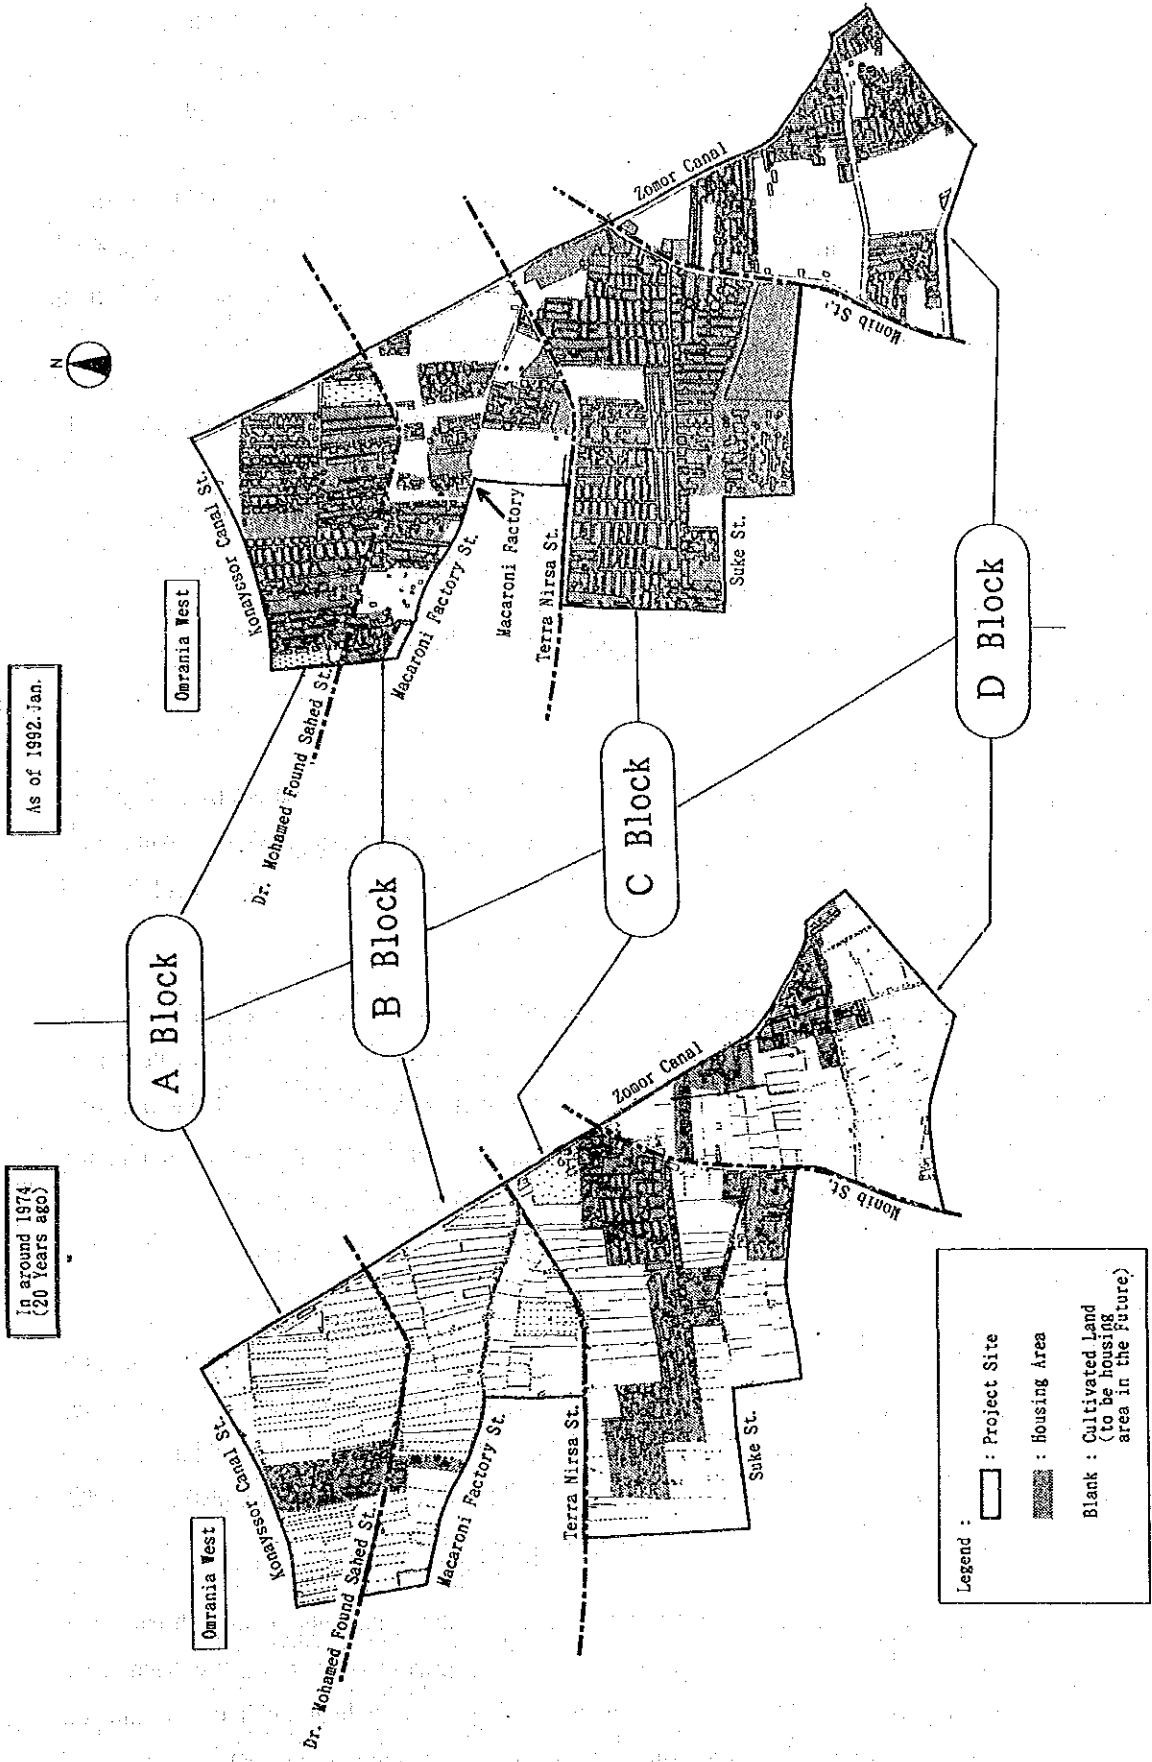 In around 1974
(20 Years ago)
As of 1992.Jan.
N
Omrania West
Konayssor Canal St.
Dr. Mohamed Found Sahed St.
Macaroni Factory St.
Terra Nirsa St.
Suke St.
Zomor Canal
Monib St.
A Block
B Block
C Block
D Block
Omrania West
Konayssor Canal St.
Dr. Mohamed Found Sahed St.
Macaroni Factory St.
Macaroni Factory
Terra Nirsa St.
Suke St.
Zomor Canal
Monib St.
Legend :
: Project Site
: Housing Area
Blank : Cultivated Land
(to be housing
area in the Future)